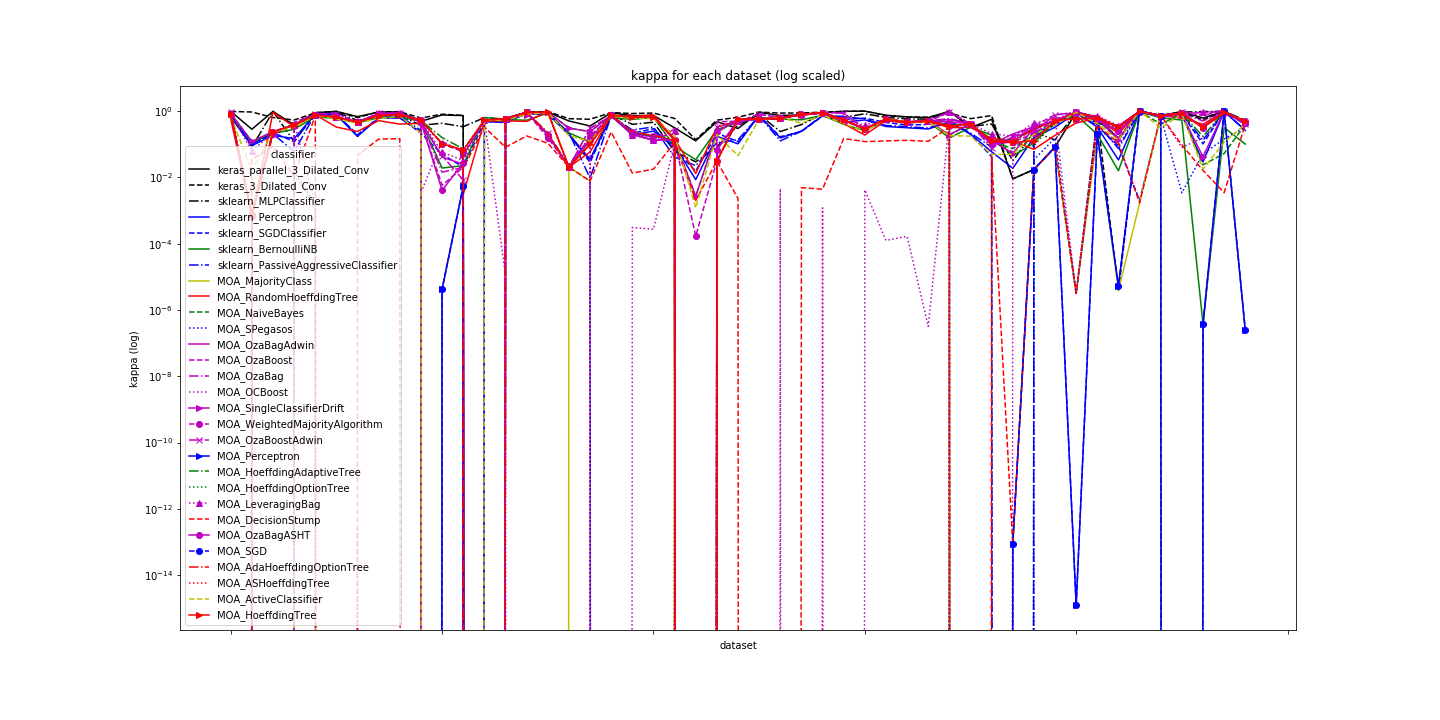 kappa for each dataset (log scaled)
10⁰
10⁻²
10⁻⁴
10⁻⁶
10⁻⁸
10⁻¹⁰
10⁻¹²
10⁻¹⁴
kappa (log)
classifier
keras_parallel_3_Dilated_Conv
keras_3_Dilated_Conv
sklearn_MLPClassifier
sklearn_Perceptron
sklearn_SGDClassifier
sklearn_BernoulliNB
sklearn_PassiveAggressiveClassifier
MOA_MajorityClass
MOA_RandomHoeffdingTree
MOA_NaiveBayes
MOA_SPegasos
MOA_OzaBagAdwin
MOA_OzaBoost
MOA_OzaBag
MOA_OCBoost
MOA_SingleClassifierDrift
MOA_WeightedMajorityAlgorithm
MOA_OzaBoostAdwin
MOA_Perceptron
MOA_HoeffdingAdaptiveTree
MOA_HoeffdingOptionTree
MOA_LeveragingBag
MOA_DecisionStump
MOA_OzaBagASHT
MOA_SGD
MOA_AdaHoeffdingOptionTree
MOA_ASHoeffdingTree
MOA_ActiveClassifier
MOA_HoeffdingTree
dataset